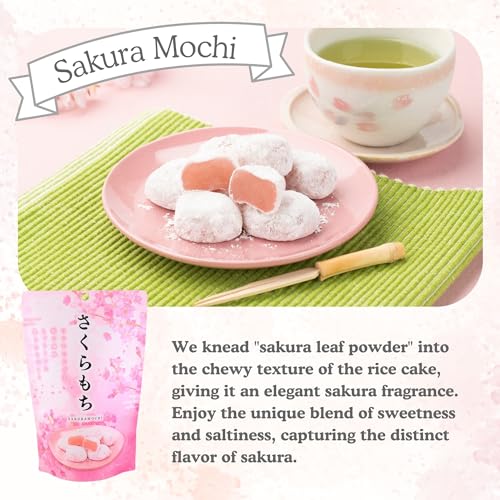 Sakura Mochi
さくらもち
SAKURAMOCHI
We knead "sakura leaf powder" into
the chewy texture of the rice cake,
giving it an elegant sakura fragrance.
Enjoy the unique blend of sweetness
and saltiness, capturing the distinct
flavor of sakura.